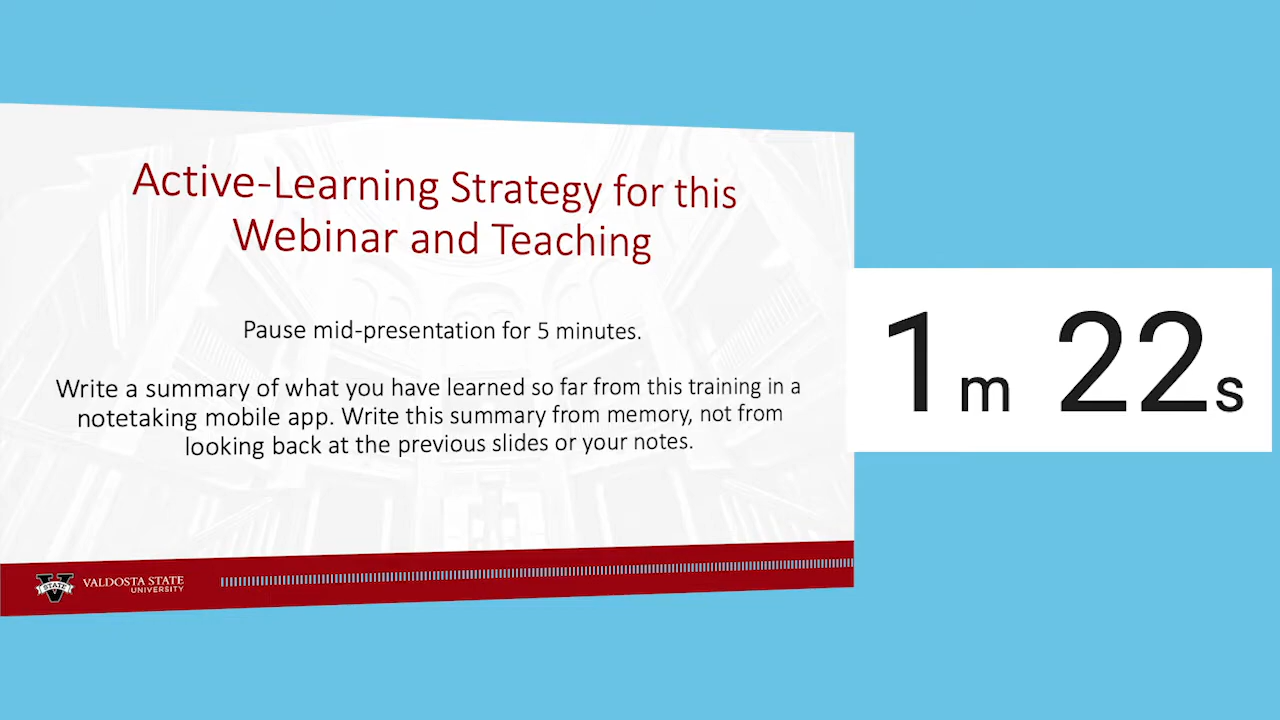 Active-Learning Strategy for this
Webinar and Teaching
Pause mid-presentation for 5 minutes.
Write a summary of what you have learned so far from this training in a
notetaking mobile app. Write this summary from memory, not from
looking back at the previous slides or your notes.
1m 22s
STATE
VALDOSTA STATE
UNIVERSITY